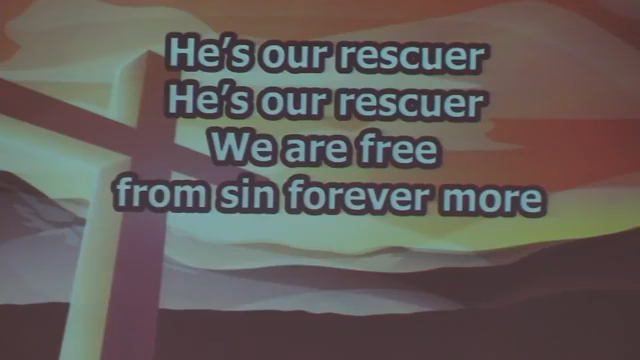 He's our rescuer
He's our rescuer
We are free
from sin forever more